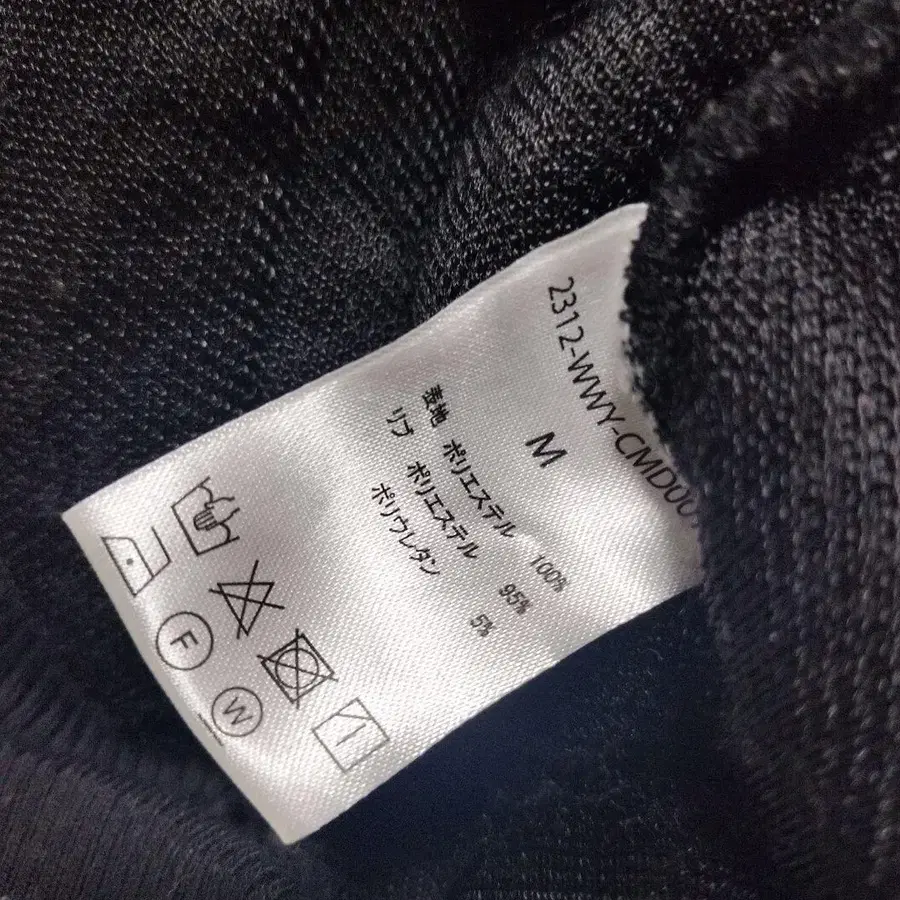 2312-WWY-CMD00
M
表地 ポリエステル 100%
リブ ポリエステル 95%
ポリウレタン 5%
F
W